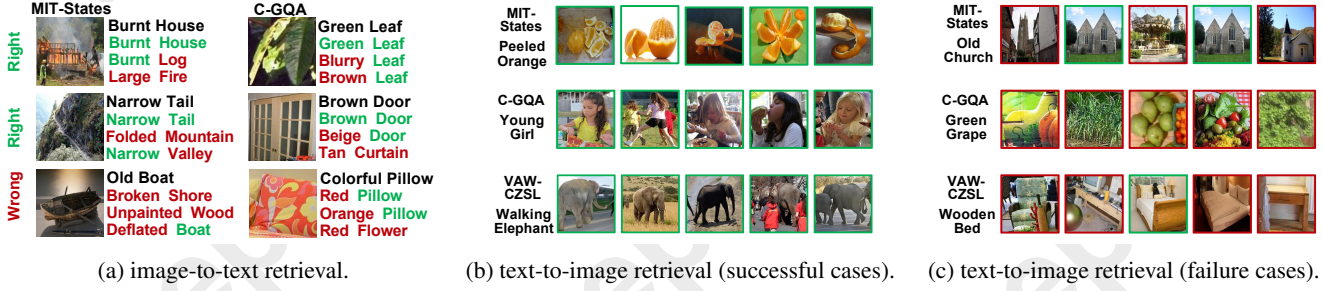 MIT-States
C-GQA
Right
Burnt House
Burnt House
Burnt Log
Large Fire
Green Leaf
Green Leaf
Blurry Leaf
Brown Leaf
Right
Narrow Tail
Narrow Tail
Folded Mountain
Narrow Valley
Brown Door
Brown Door
Beige Door
Tan Curtain
Wrong
Old Boat
Broken Shore
Unpainted Wood
Deflated Boat
Colorful Pillow
Red Pillow
Orange Pillow
Red Flower
(a) image-to-text retrieval.
MIT-
States
Peeled
Orange
C-GQA
Young
Girl
VAW-
CZSL
Walking
Elephant
(b) text-to-image retrieval (successful cases).
MIT-
States
Old
Church
C-GQA
Green
Grape
VAW-
CZSL
Wooden
Bed
(c) text-to-image retrieval (failure cases).